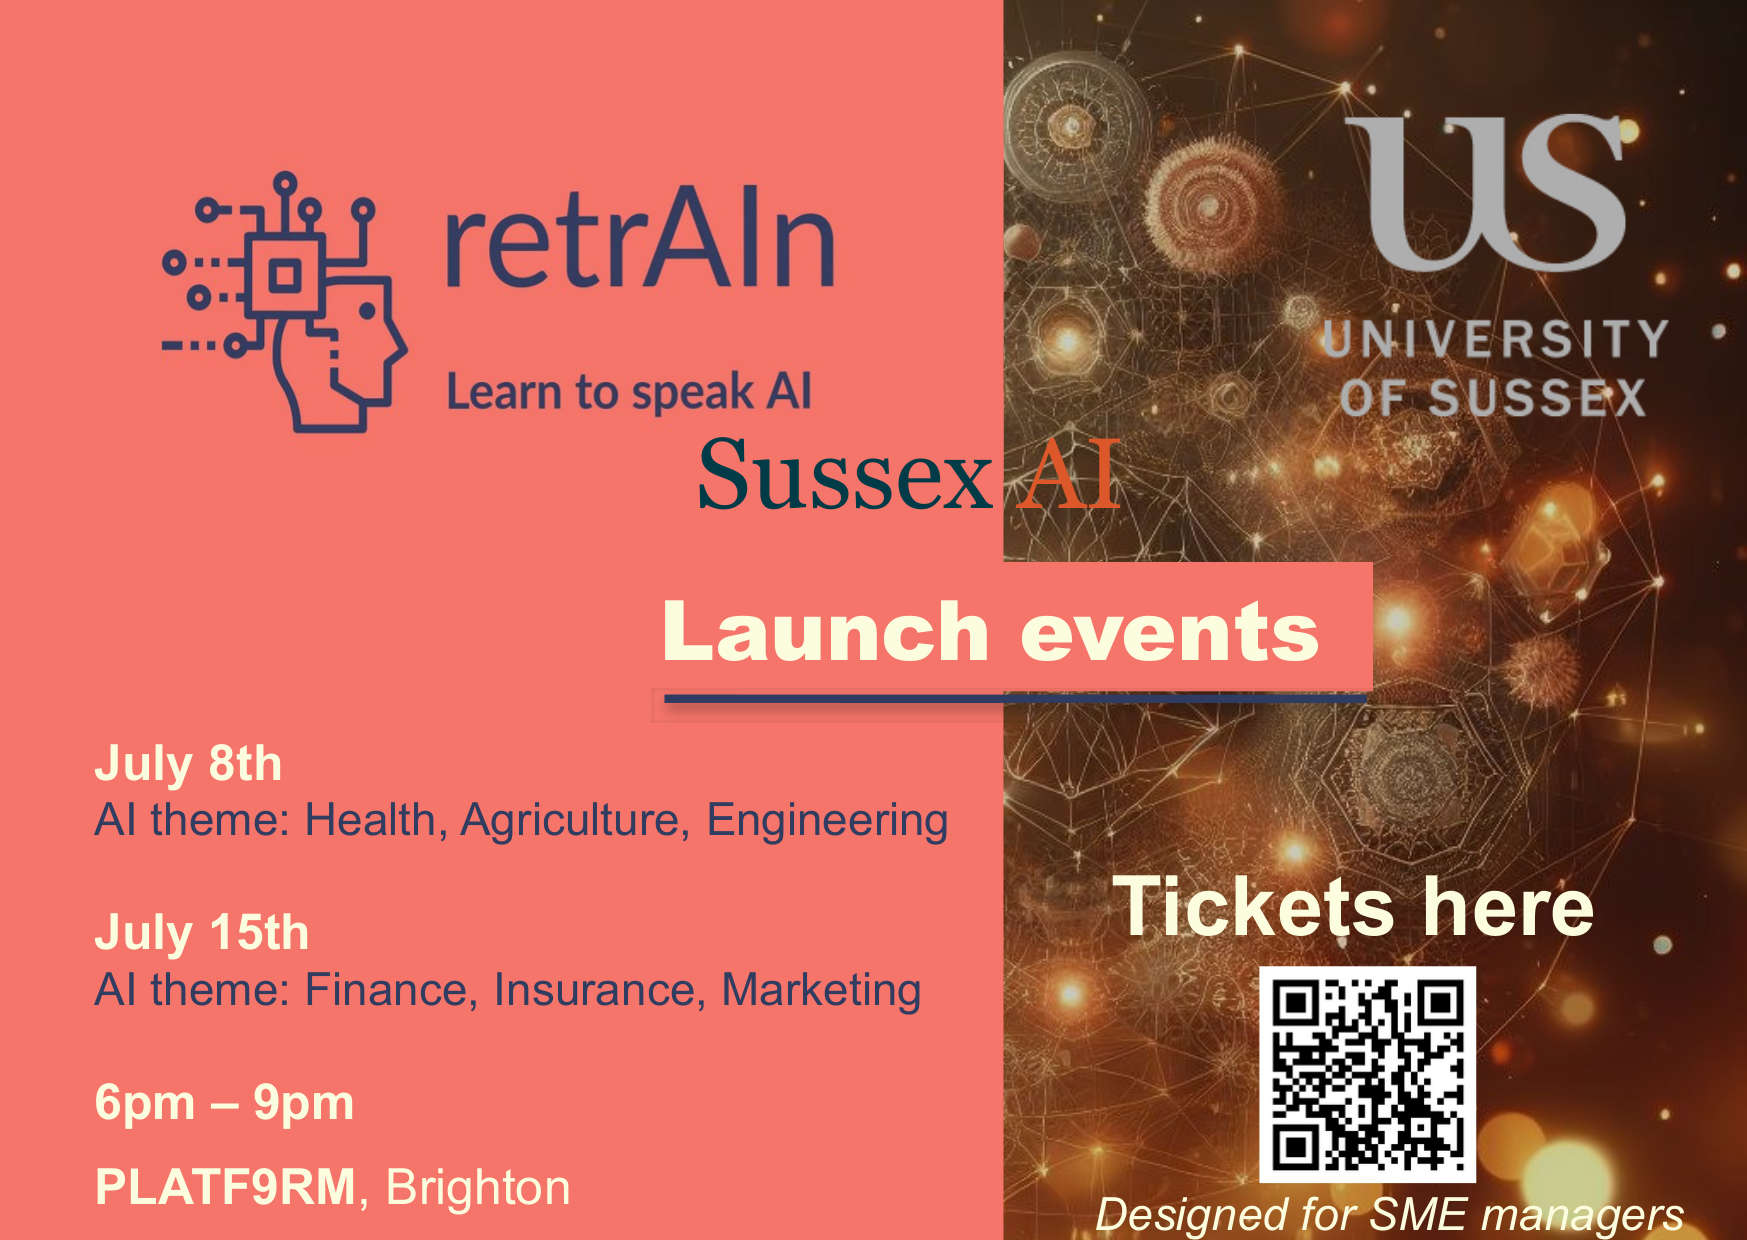 retrAIn
Learn to speak AI
us
UNIVERSITY
OF SUSSEX
Sussex AI
Launch events
July 8th
AI theme: Health, Agriculture, Engineering
July 15th
AI theme: Finance, Insurance, Marketing
6pm – 9pm
PLATF9RM, Brighton
Tickets here
Designed for SME managers